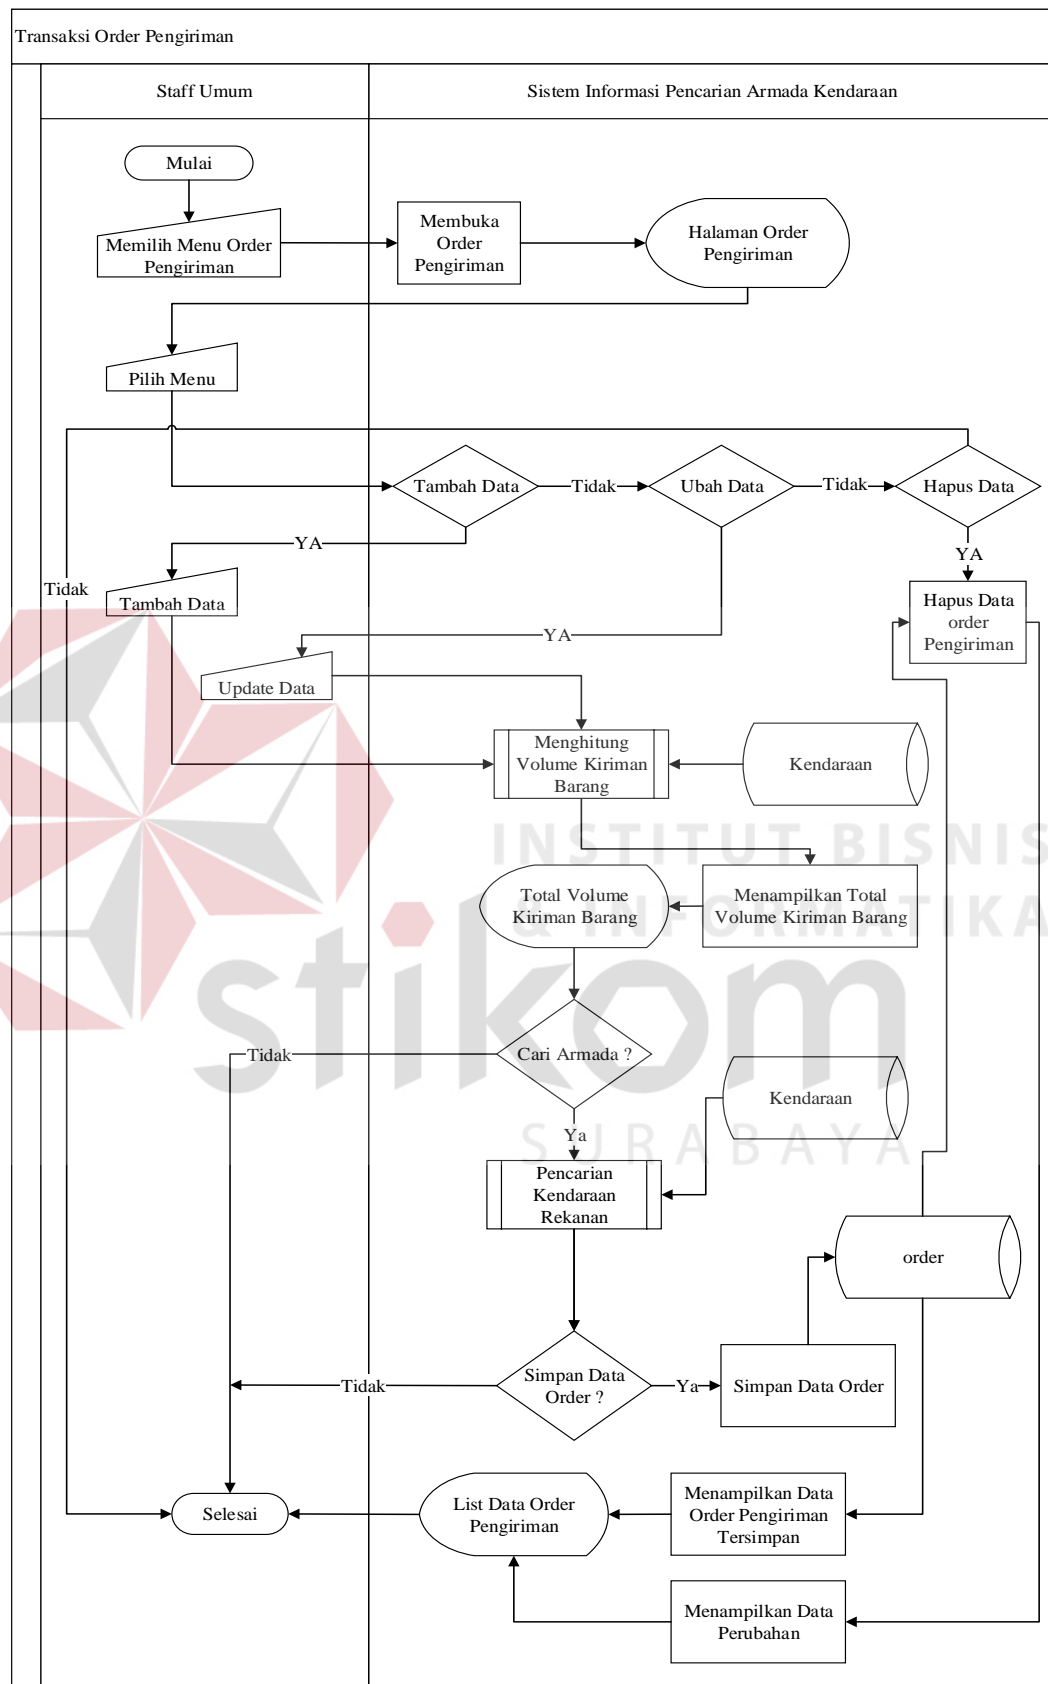 Transaksi Order Pengiriman
Staff Umum
Sistem Informasi Pencarian Armada Kendaraan
Mulai
Memilih Menu Order
Pengiriman
Membuka
Order
Pengiriman
Halaman Order
Pengiriman
Pilih Menu
Tambah Data
Tidak
Ubah Data
Tidak
Hapus Data
YA
YA
Tidak
Tambah Data
Hapus Data
order
Pengiriman
YA
Update Data
Menghitung
Volume Kiriman
Barang
Kendaraan
INSTITUT BISNIS
& INFORMATIKA
Total Volume
Kiriman Barang
Menampilkan Total
Volume Kiriman Barang
stikom
Tidak
Cari Armada ?
Kendaraan
Ya
SURABAYA
Pencarian
Kendaraan
Rekanan
order
Tidak
Simpan Data
Order ?
Ya
Simpan Data Order
Selesai
List Data Order
Pengiriman
Menampilkan Data
Order Pengiriman
Tersimpan
Menampilkan Data
Perubahan